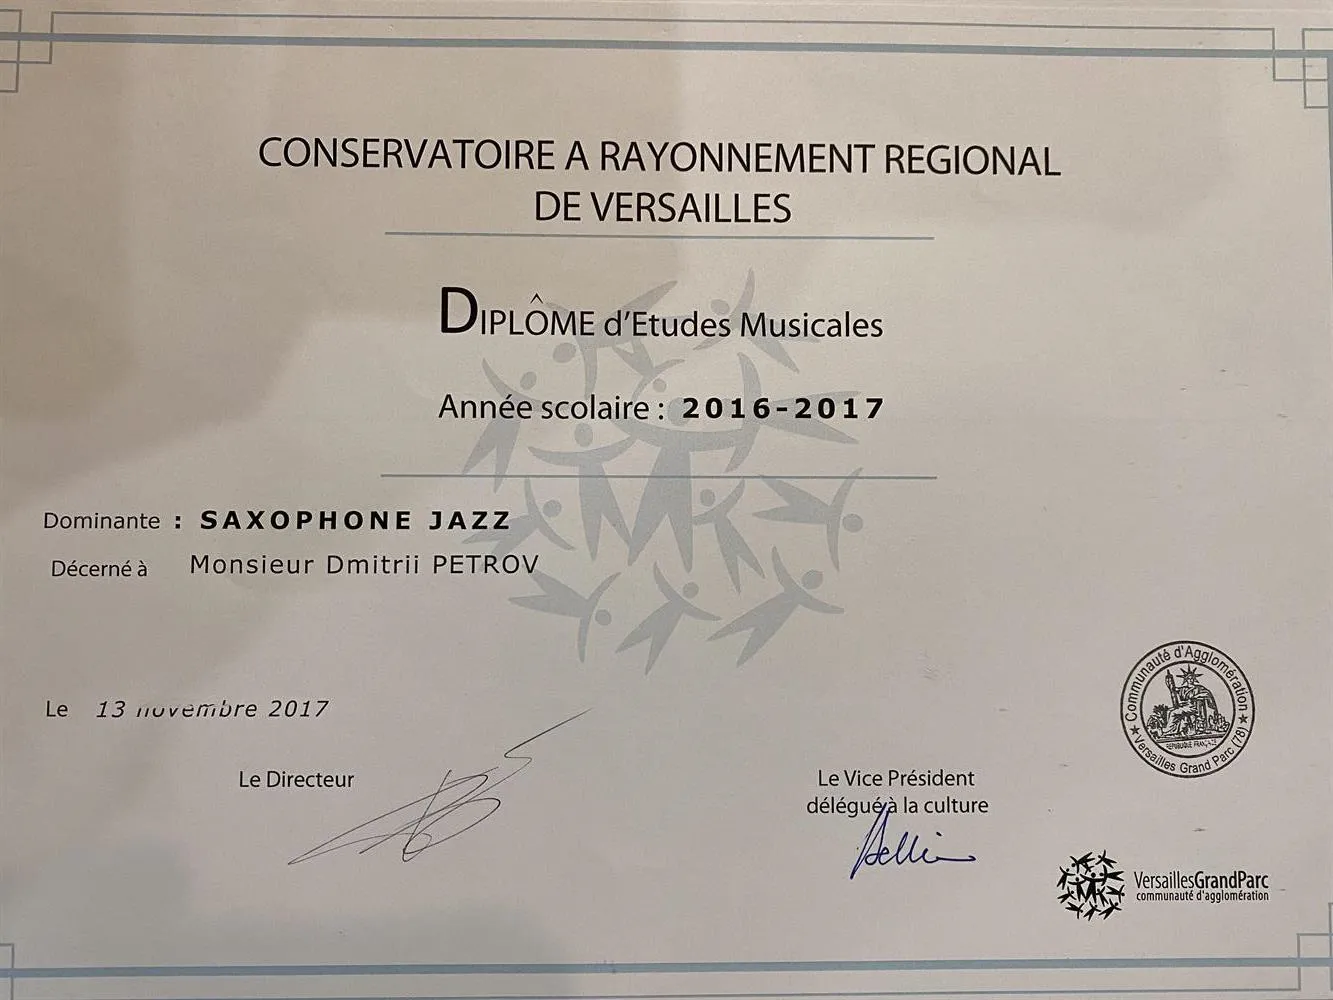 CONSERVATOIRE A RAYONNEMENT REGIONAL
DE VERSAILLES
DIPLÔME d'Etudes Musicales
Année scolaire : 2016-2017
Dominante : SAXOPHONE JAZZ
Décerné à Monsieur Dmitrii PETROV
Le 13 novembre 2017
Le Directeur
Le Vice Président
délégué à la culture
Communauté d'Agglomération
REPUBLIQUE FRANÇAISE
★ Versailles Grand Parc (78) ★
VersaillesGrandParc
communauté d'agglomération